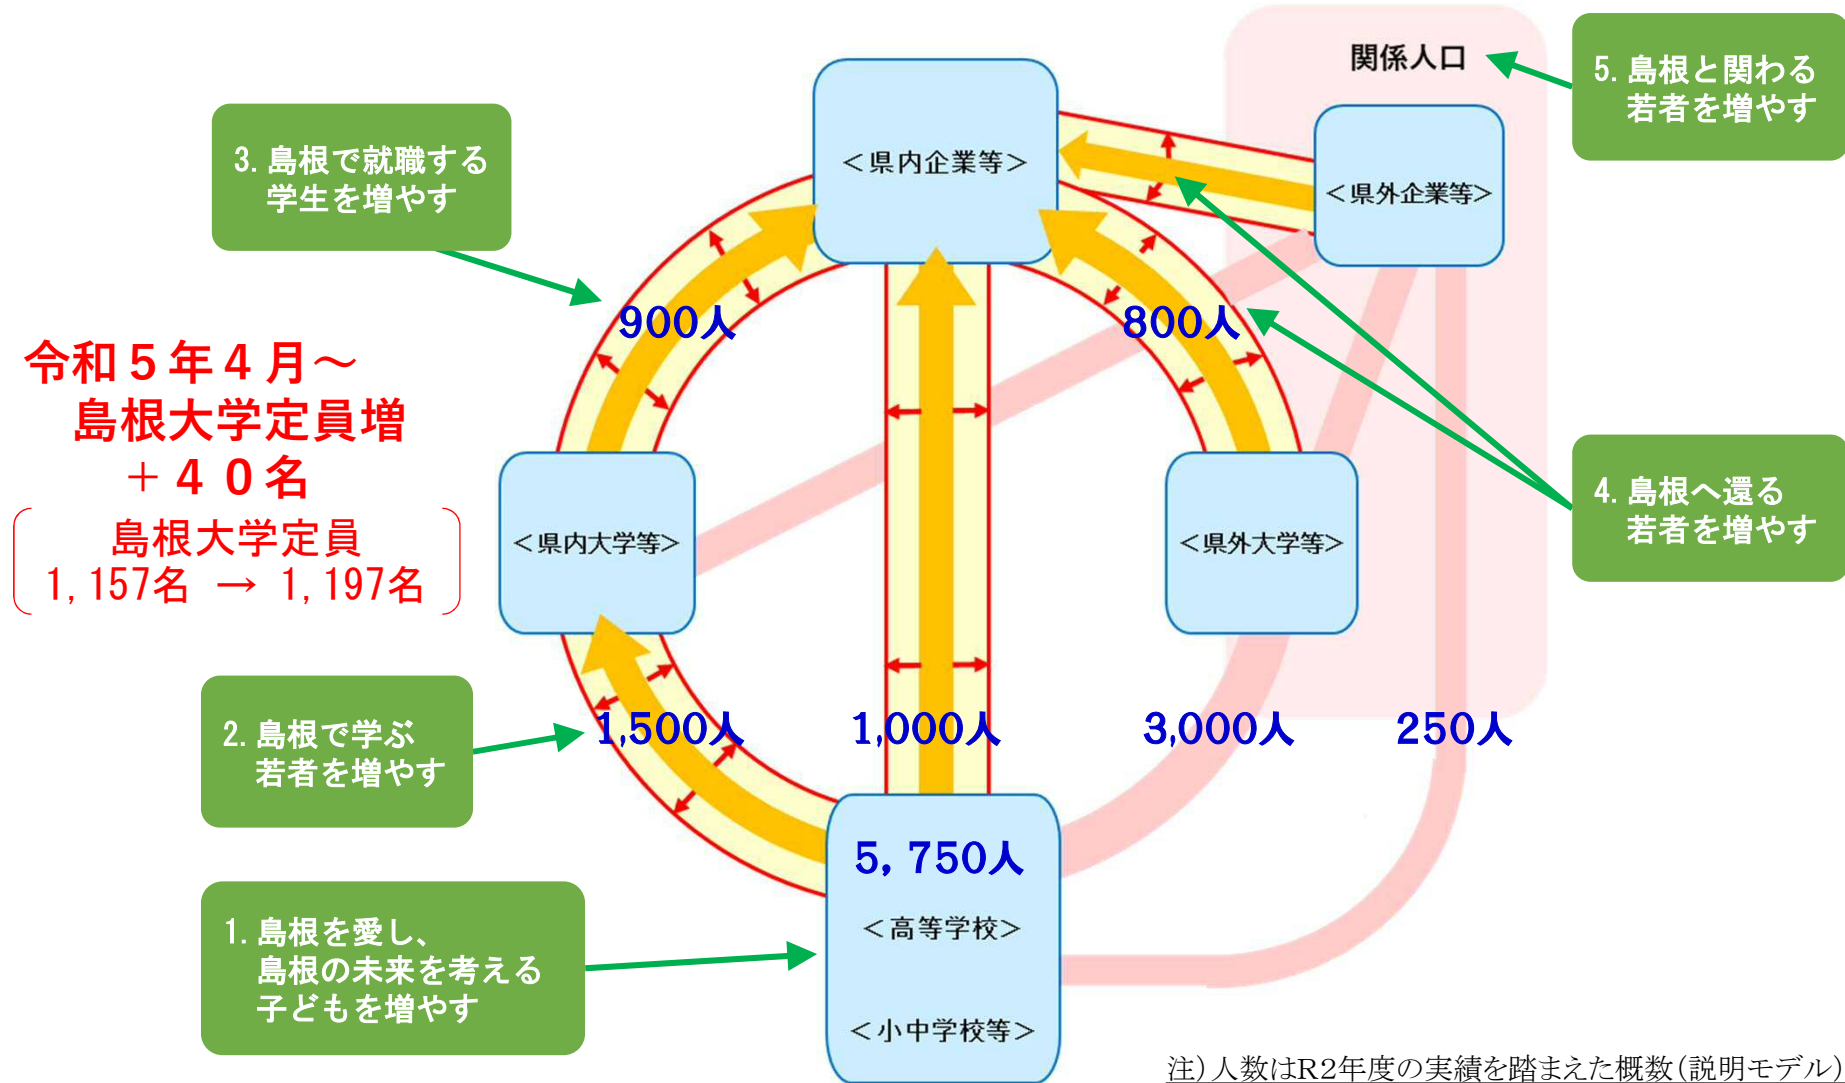 関係人口
5. 島根と関わる
若者を増やす
3. 島根で就職する
学生を増やす
＜県内企業等＞
＜県外企業等＞
900人
800人
令和５年４月～
島根大学定員増
＋４０名
島根大学定員
1,157名 → 1,197名
＜県内大学等＞
＜県外大学等＞
4. 島根へ還る
若者を増やす
2. 島根で学ぶ
若者を増やす
1,500人
1,000人
3,000人
250人
5,750人
＜高等学校＞
＜小中学校等＞
1. 島根を愛し、
島根の未来を考える
子どもを増やす
注）人数はR2年度の実績を踏まえた概数（説明モデル）